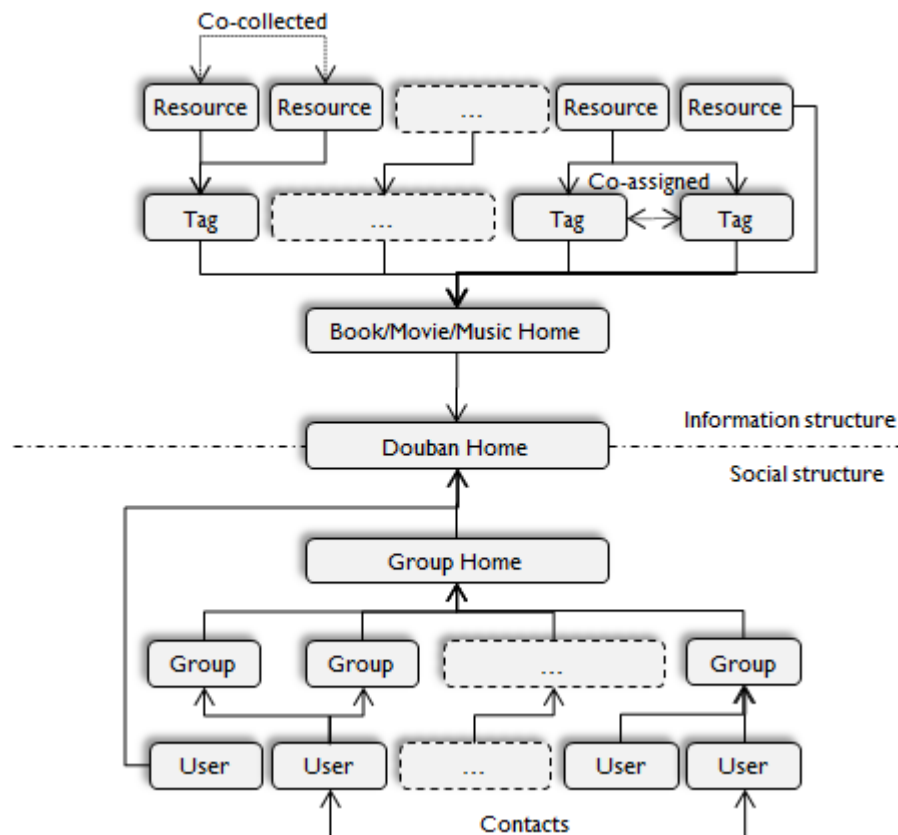 Co-collected
Resource Resource ... Resource Resource
Co-assigned
Tag ... Tag Tag
Book/Movie/Music Home
Information structure
Douban Home
Social structure
Group Home
Group Group ... Group
User User ... User User
Contacts